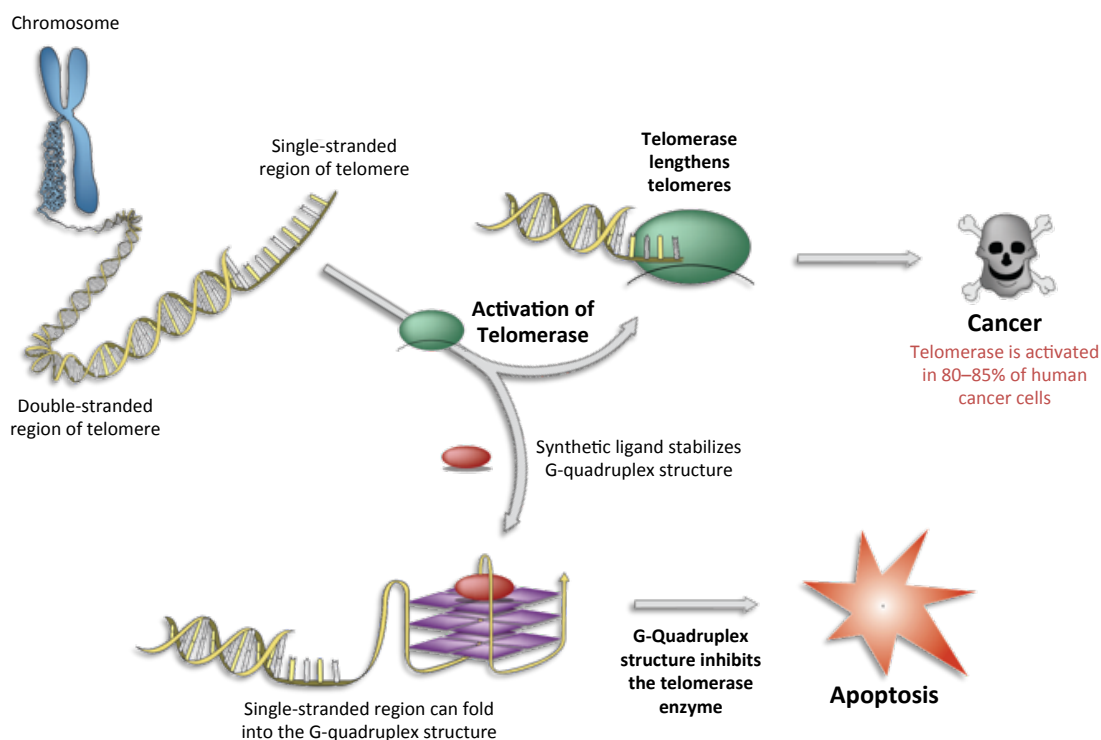 Chromosome
Single-stranded
region of telomere
Telomerase
lengthens
telomeres
Activation of
Telomerase
Cancer
Telomerase is activated
in 80–85% of human
cancer cells
Double-stranded
region of telomere
Synthetic ligand stabilizes
G-quadruplex structure
G-Quadruplex
structure inhibits
the telomerase
enzyme
Apoptosis
Single-stranded region can fold
into the G-quadruplex structure